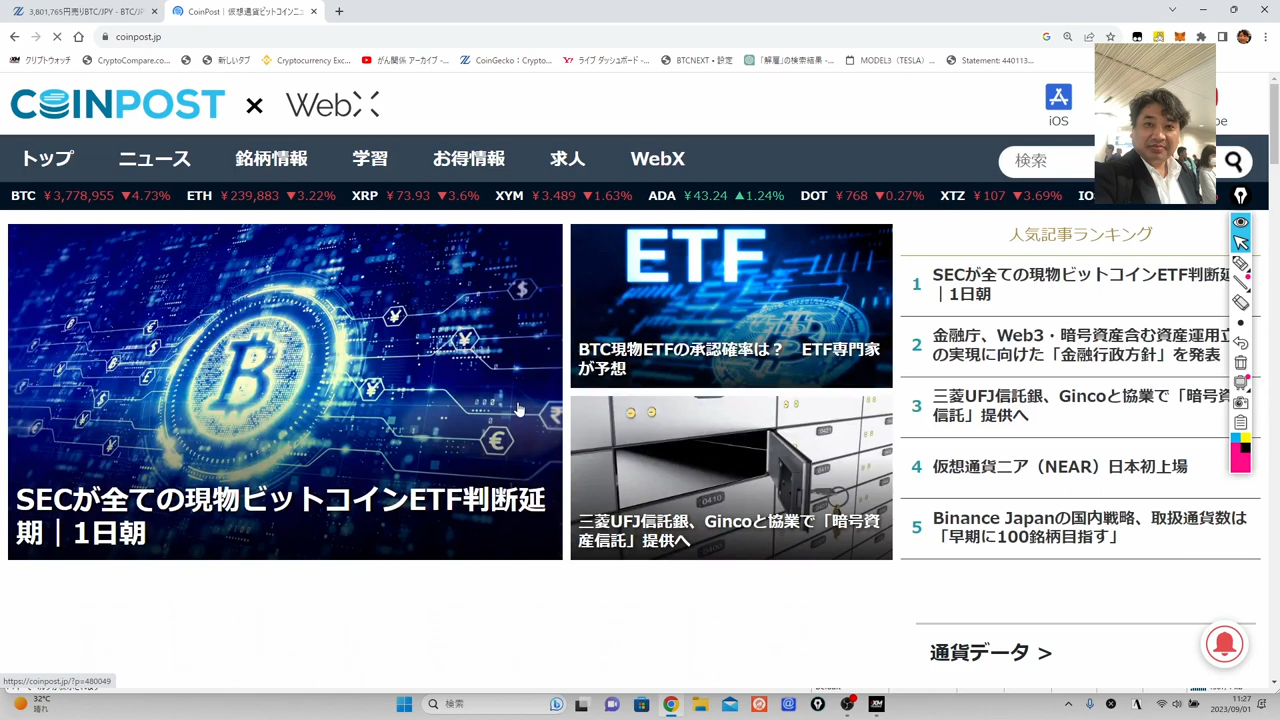 3,801,765円売りBTC/JPY - BTC/JP
CoinPost｜仮想通貨ビットコインニュ
coinpost.jp
クリプトウォッチ
CryptoCompare.co...
新しいタブ
Cryptocurrency Exc...
がん関係 アーカイブ -...
CoinGecko：Crypto...
ライブ ダッシュボード -...
BTCNEXT • 設定
「解雇」の検索結果 -...
MODEL3（TESLA）...
Statement: 440113...
COINPOST × WebX
iOS
be
トップ ニュース 銘柄情報 学習 お得情報 求人 WebX
検索
BTC ￥3,778,955 ▼4.73% ETH ￥239,883 ▼3.22% XRP ￥73.93 ▼3.6% XYM ￥3.489 ▼1.63% ADA ￥43.24 ▲1.24% DOT ￥768 ▼0.27% XTZ ￥107 ▼3.69% IO
SECが全ての現物ビットコインETF判断延
期｜1日朝
ETF
BTC現物ETFの承認確率は？　ETF専門家
が予想
0410
三菱UFJ信託銀、Gincoと協業で「暗号資
産信託」提供へ
人気記事ランキング
1 SECが全ての現物ビットコインETF判断延
｜1日朝
2 金融庁、Web3・暗号資産含む資産運用立
の実現に向けた「金融行政方針」を発表
3 三菱UFJ信託銀、Gincoと協業で「暗号資
信託」提供へ
4 仮想通貨ニア（NEAR）日本初上場
5 Binance Japanの国内戦略、取扱通貨数は
「早期に100銘柄目指す」
通貨データ >
https://coinpost.jp/?p=480049
32°C
晴れ
検索
11:27
2023/09/01